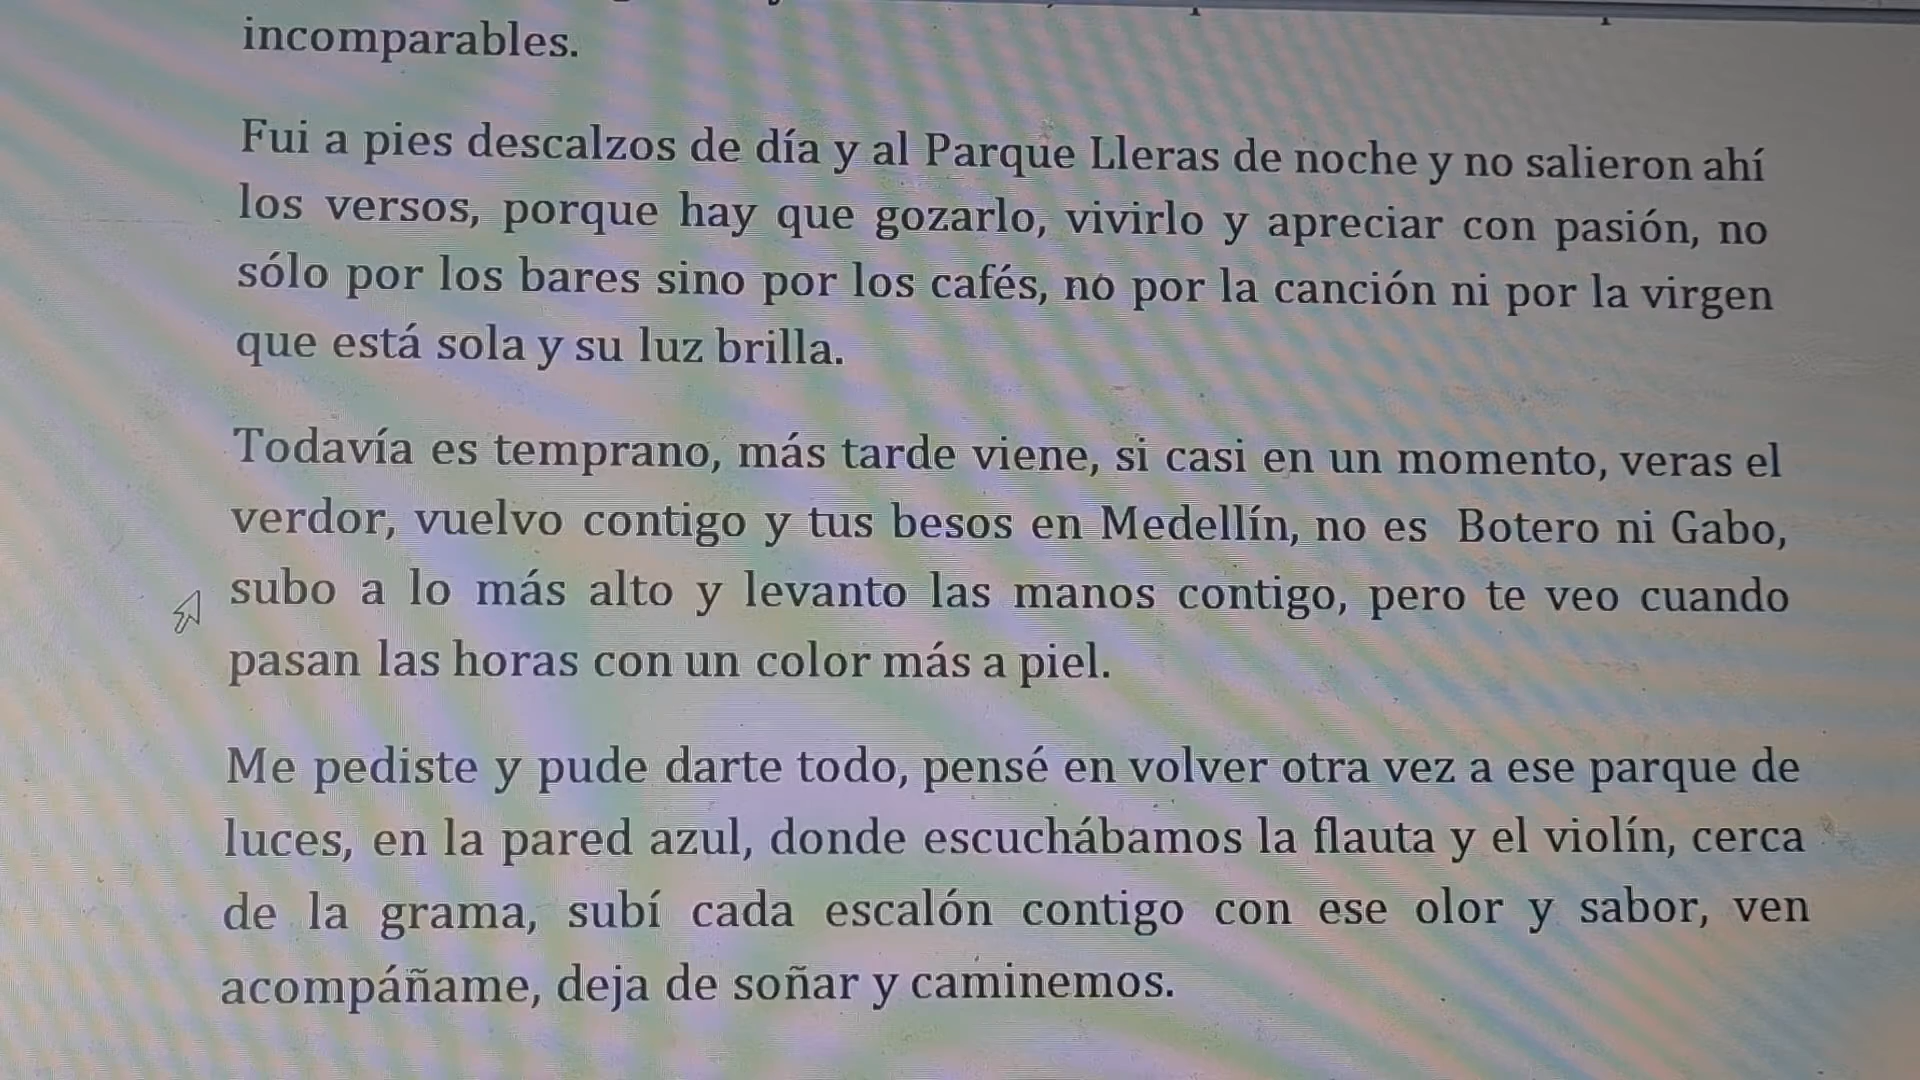 incomparables.
Fui a pies descalzos de día y al Parque Lleras de noche y no salieron ahí
los versos, porque hay que gozarlo, vivirlo y apreciar con pasión, no
sólo por los bares sino por los cafés, no por la canción ni por la virgen
que está sola y su luz brilla.
Todavía es temprano, más tarde viene, si casi en un momento, veras el
verdor, vuelvo contigo y tus besos en Medellín, no es  Botero ni Gabo,
subo a lo más alto y levanto las manos contigo, pero te veo cuando
pasan las horas con un color más a piel.
Me pediste y pude darte todo, pensé en volver otra vez a ese parque de
luces, en la pared azul, donde escuchábamos la flauta y el violín, cerca
de la grama, subí cada escalón contigo con ese olor y sabor, ven
acompáñame, deja de soñar y caminemos.